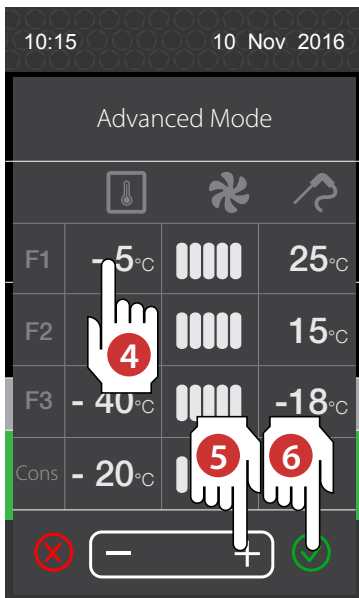 10:15 10 Nov 2016
Advanced Mode
F1 - 5°C 25°C
F2 4 15°C
F3 - 40°C -18°C
Cons - 20°C 5 6
- +